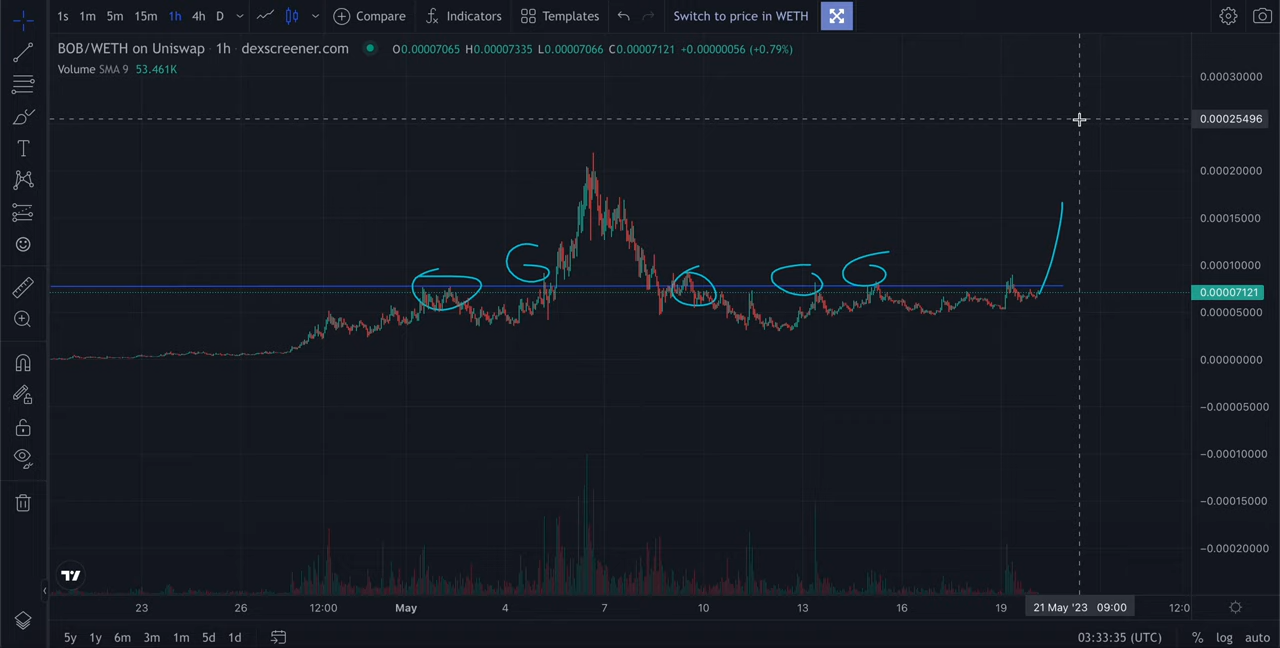 1s 1m 5m 15m 1h 4h D Compare Indicators Templates Switch to price in WETH
BOB/WETH on Uniswap · 1h · dexscreener.com O0.00007065 H0.00007335 L0.00007066 C0.00007121 +0.00000056 (+0.79%)
Volume SMA 9 53.461K
0.00030000
0.00025496
0.00020000
0.00015000
0.00010000
0.00007121
0.00005000
0.00000000
−0.00005000
−0.00010000
−0.00015000
−0.00020000
23 26 12:00 May 4 7 10 13 16 19 21 May '23 09:00 12:0
5y 1y 6m 3m 1m 5d 1d 03:33:35 (UTC) % log auto